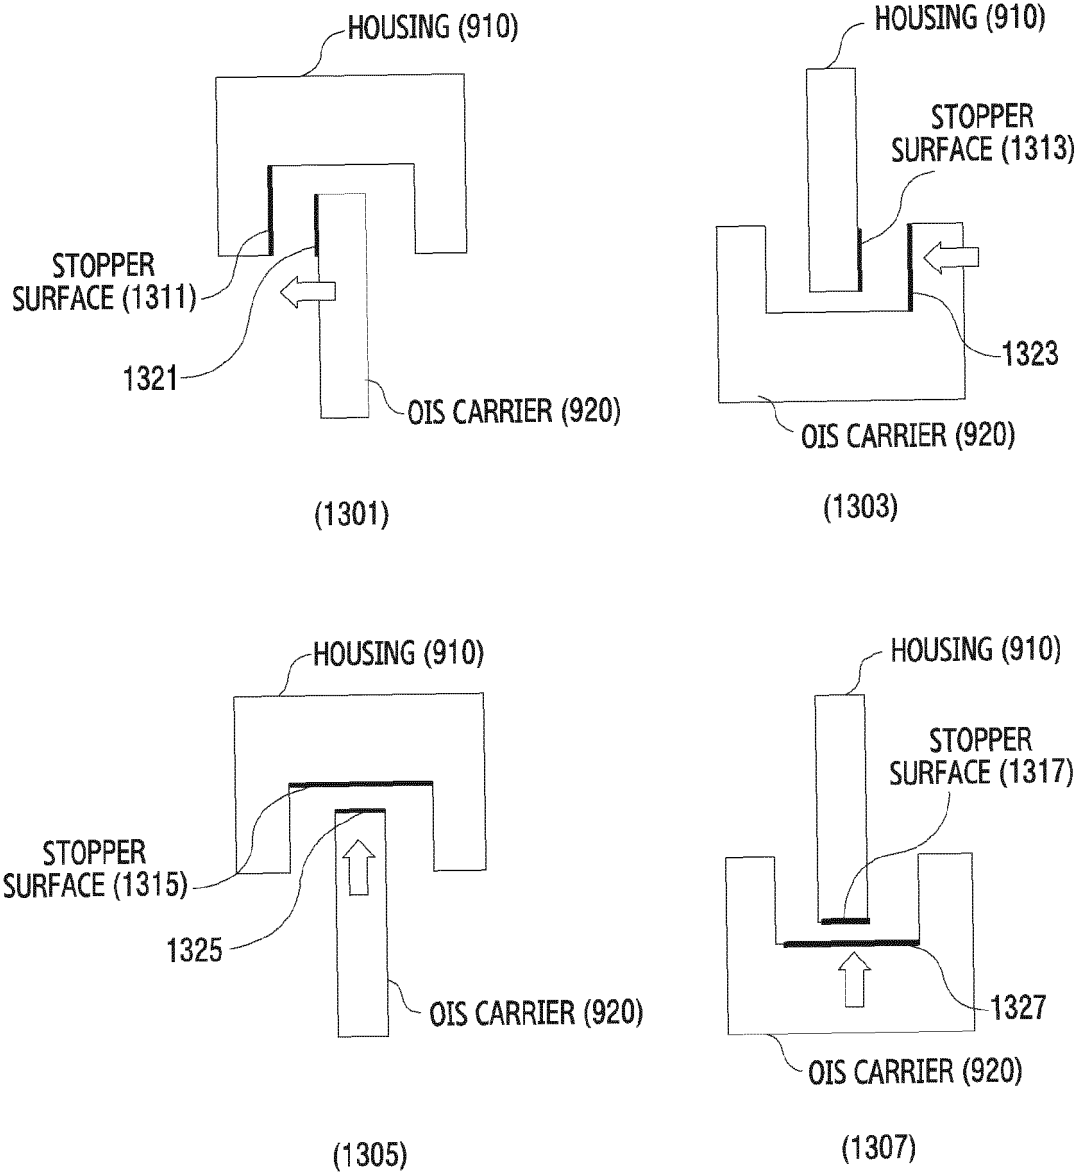 HOUSING (910)
STOPPER
SURFACE (1311)
1321
OIS CARRIER (920)
(1301)
HOUSING (910)
STOPPER
SURFACE (1313)
1323
OIS CARRIER (920)
(1303)
HOUSING (910)
STOPPER
SURFACE (1315)
1325
OIS CARRIER (920)
(1305)
HOUSING (910)
STOPPER
SURFACE (1317)
1327
OIS CARRIER (920)
(1307)